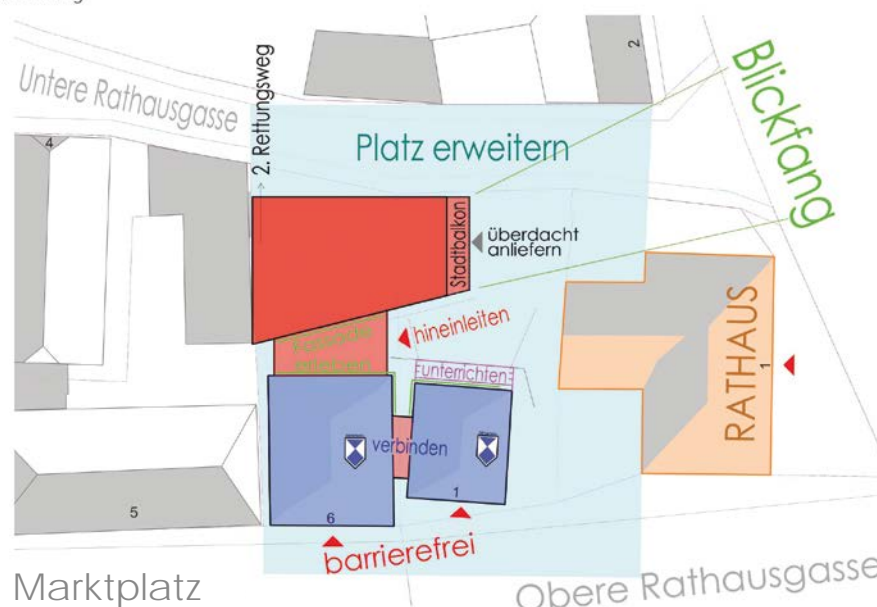 2
Blickfang
Untere Rathausgasse
2. Rettungsweg
Platz erweitern
4
Stadtbalkon
überdacht
anliefern
hineinleiten
unterrichten
RATHAUS
1
verbinden
5
6
1
barrierefrei
Marktplatz
Obere Rathausgasse